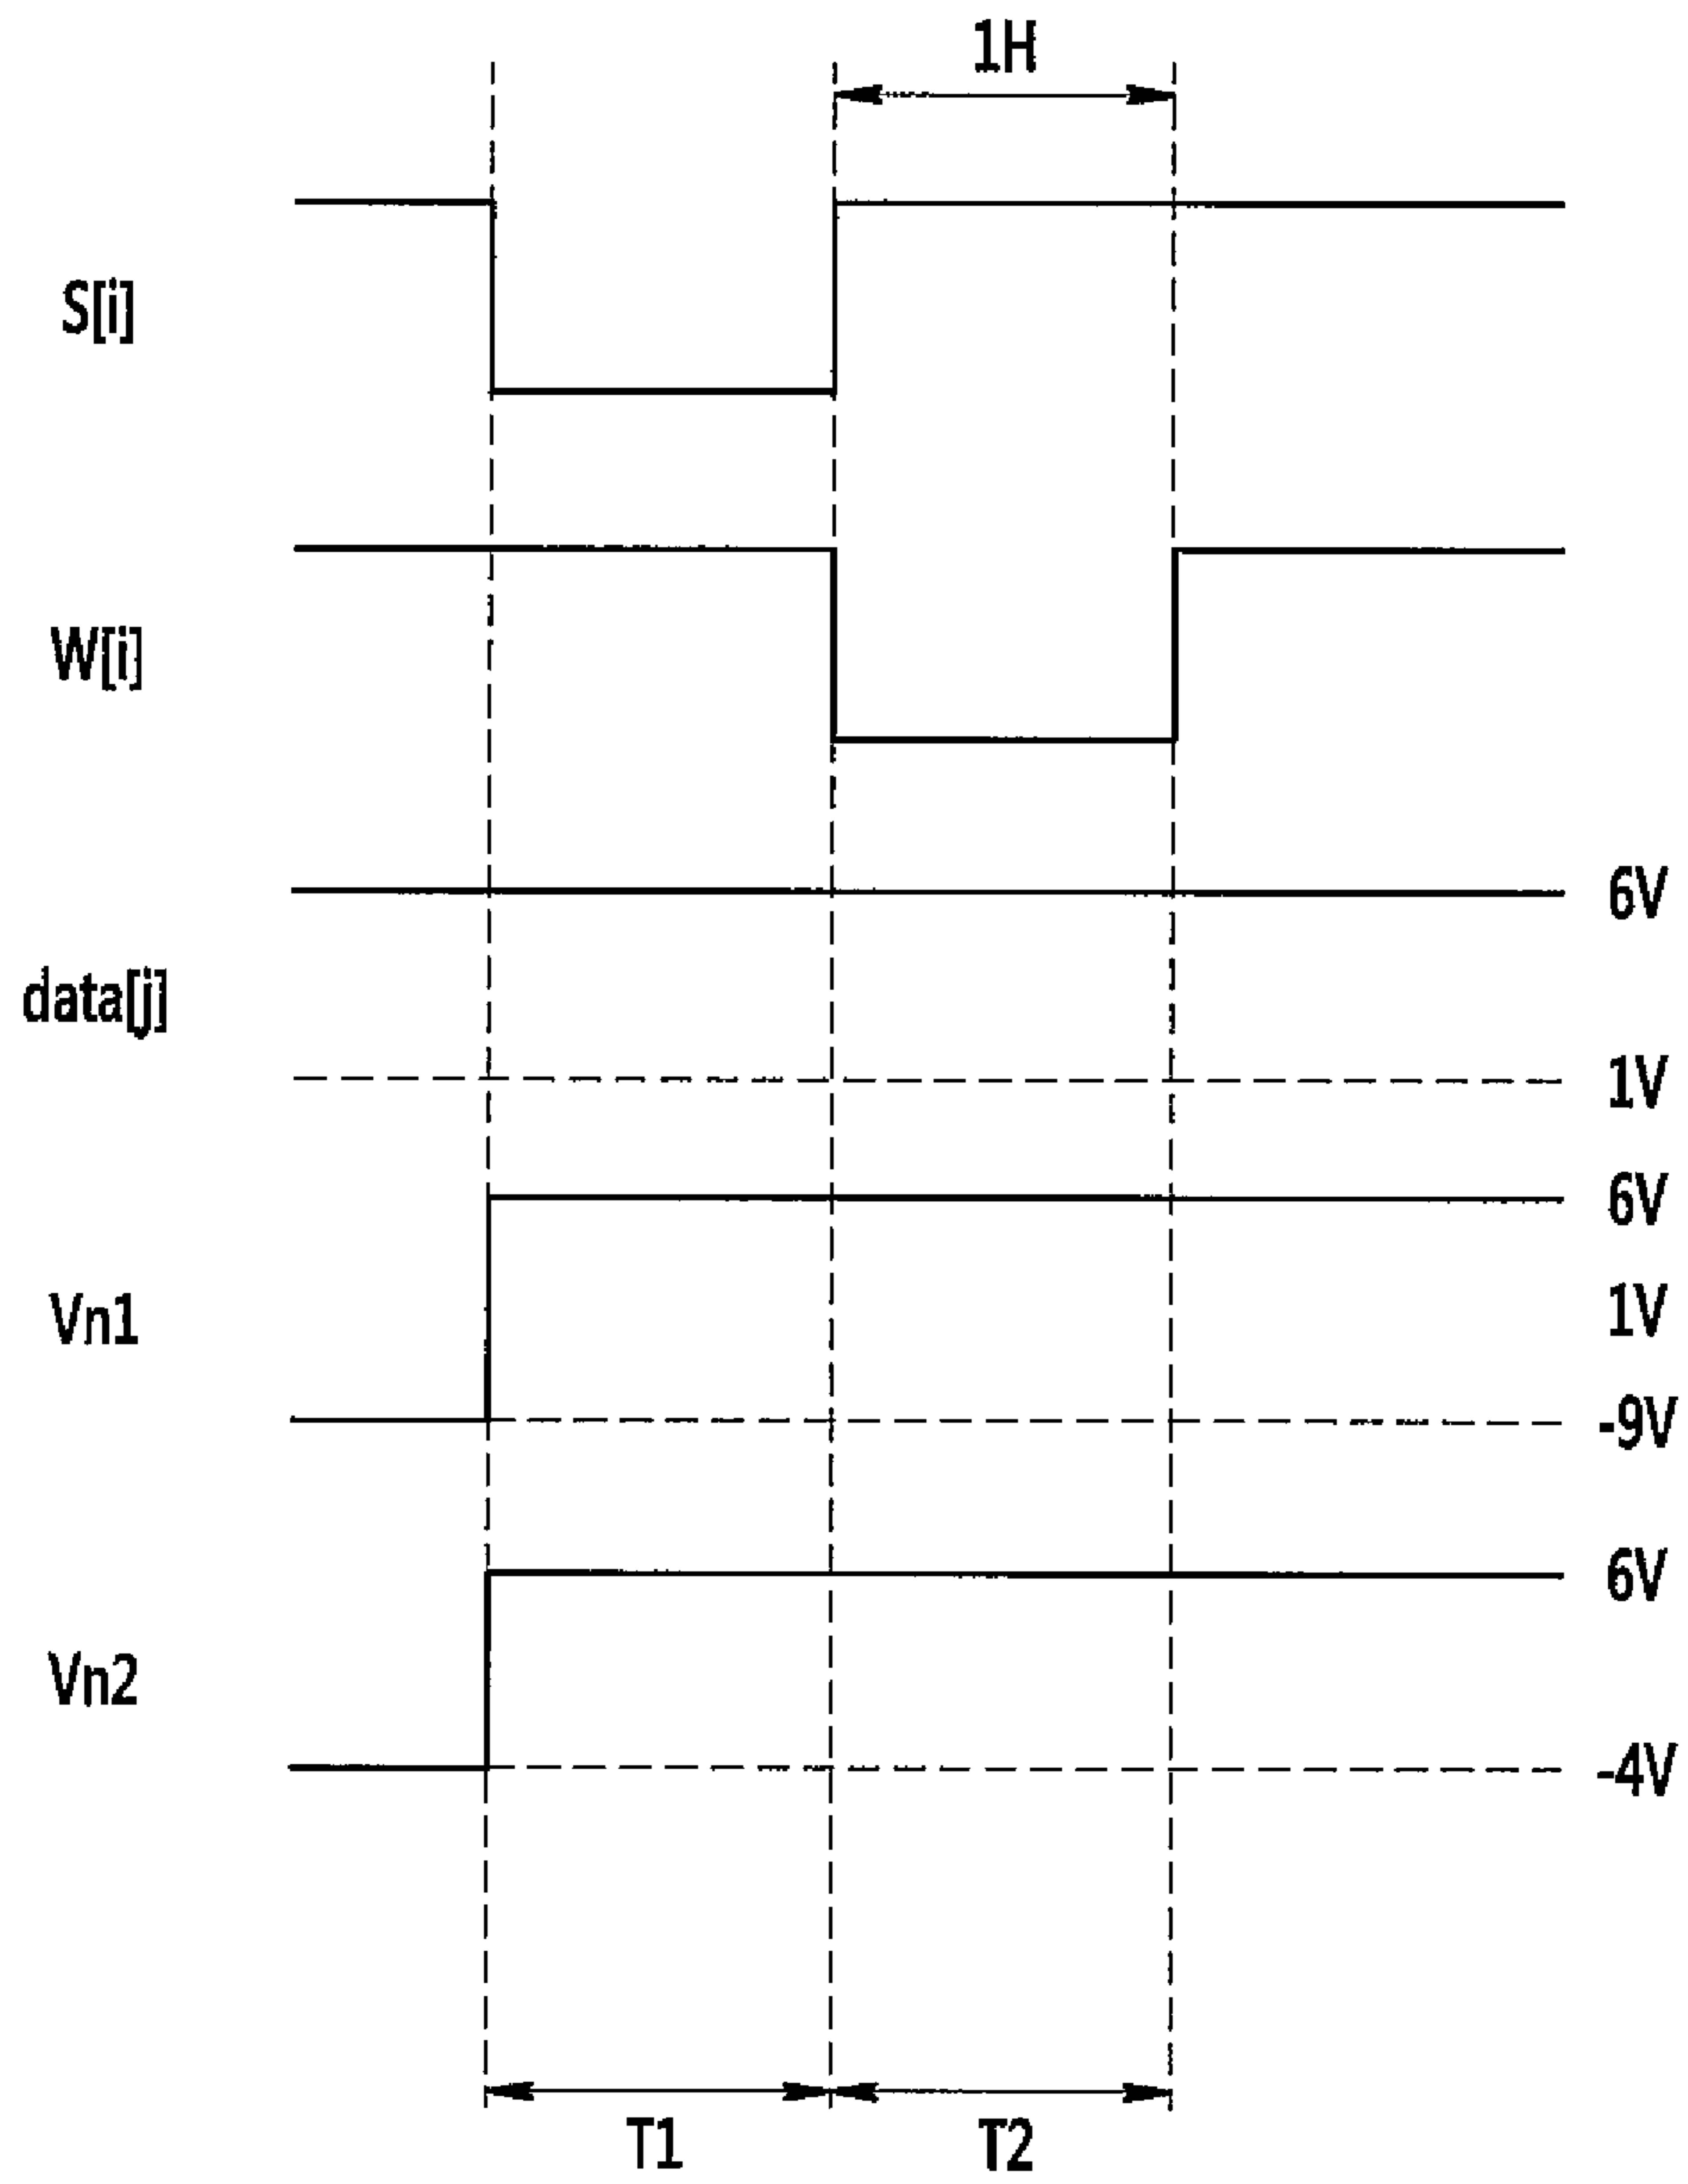 1H
S[i]
W[i]
6V
data[j]
1V
6V
Vn1
1V
-9V
6V
Vn2
-4V
T1
T2